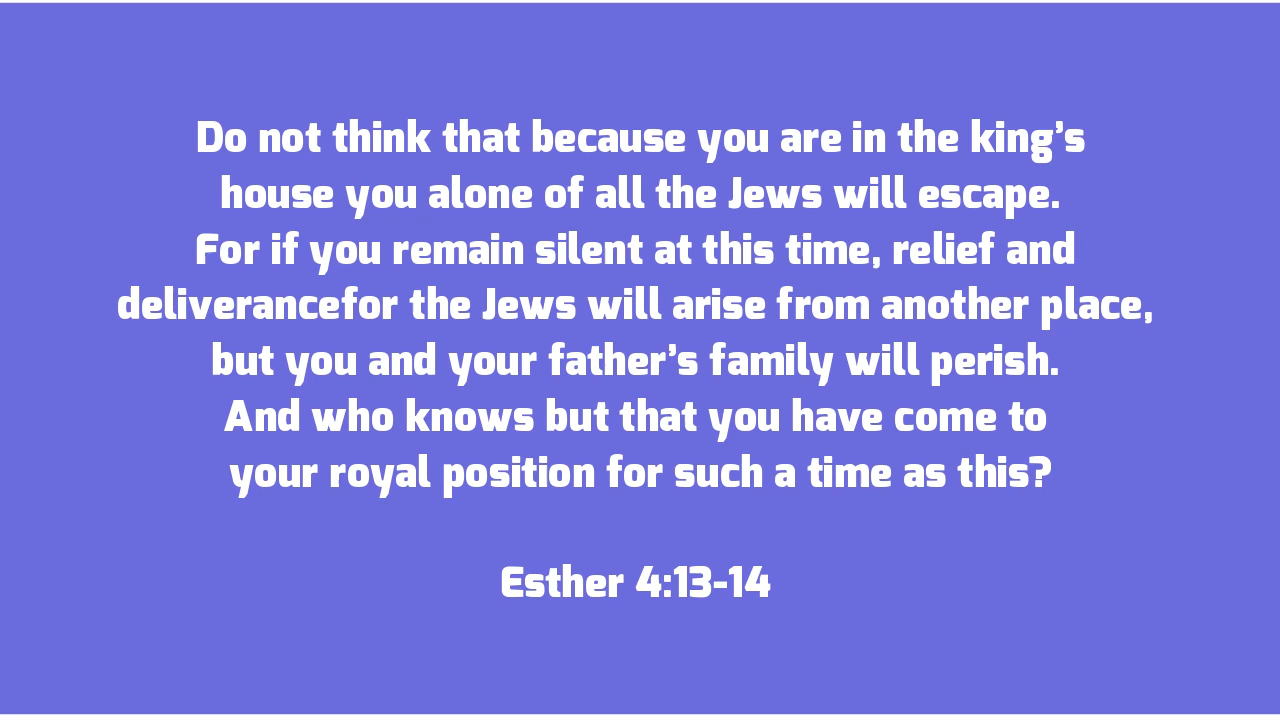 Do not think that because you are in the king’s
house you alone of all the Jews will escape.
For if you remain silent at this time, relief and
deliverancefor the Jews will arise from another place,
but you and your father’s family will perish.
And who knows but that you have come to
your royal position for such a time as this?
Esther 4:13-14